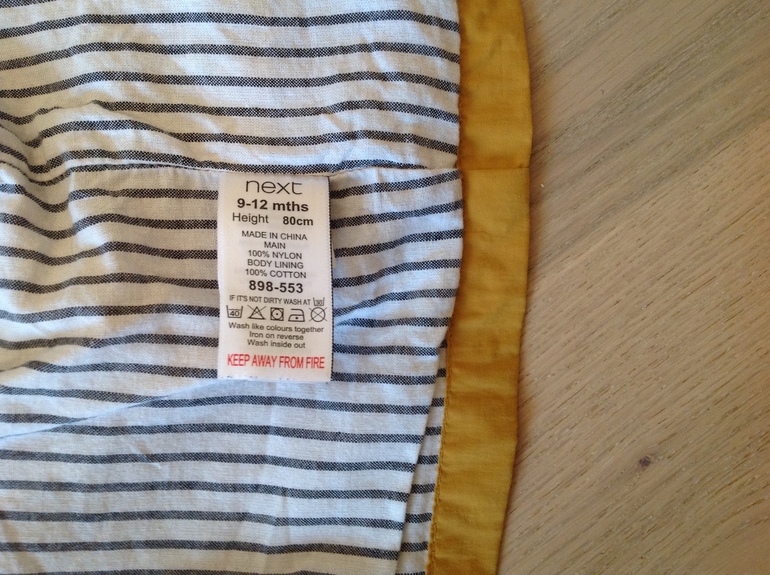 next
9-12 mths
Height 80cm
MADE IN CHINA
MAIN
100% NYLON
BODY LINING
100% COTTON
898-553
IF IT'S NOT DIRTY WASH AT 30
40
Wash like colours together
Iron on reverse
Wash inside out
KEEP AWAY FROM FIRE